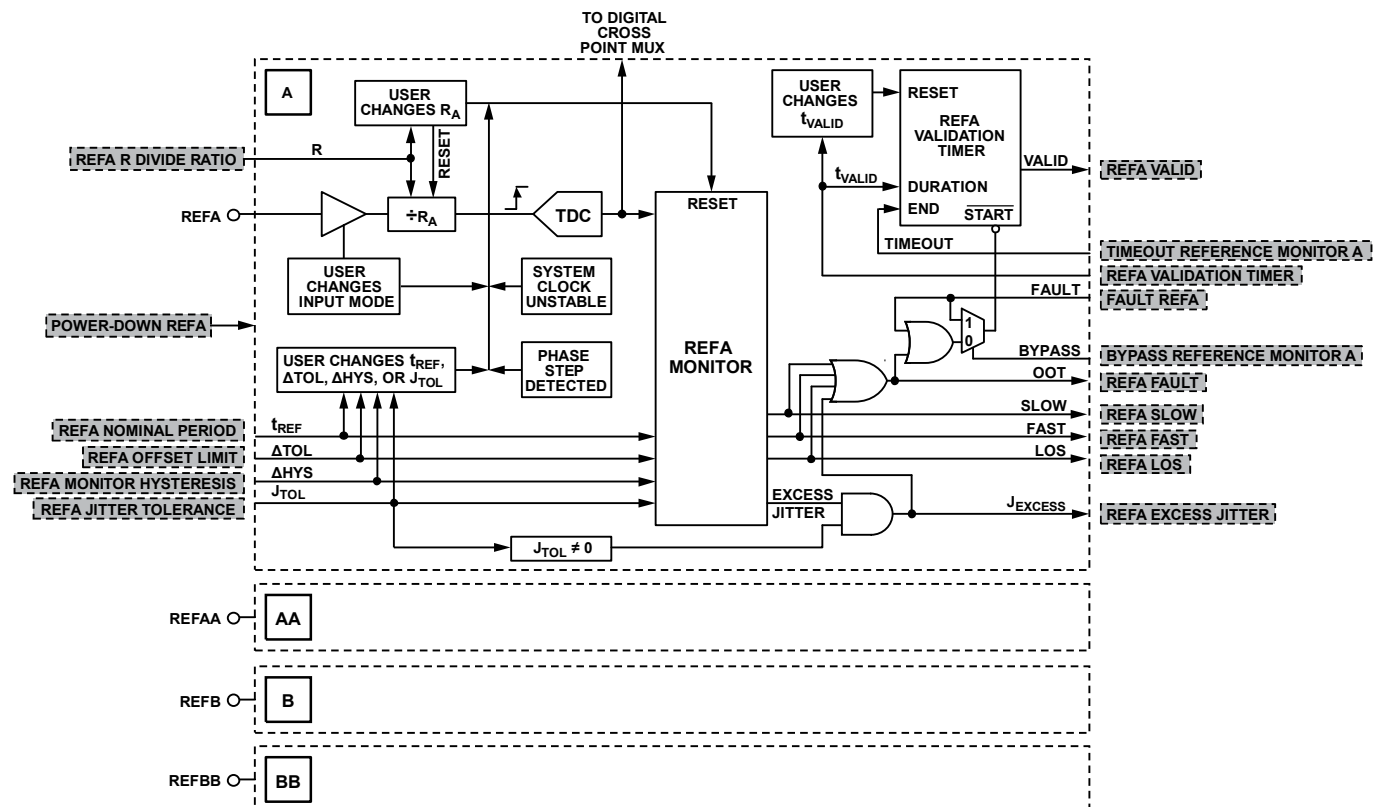 TO DIGITAL
CROSS
POINT MUX
A
USER
CHANGES RA
RESET
REFA R DIVIDE RATIO
R
REFA
÷RA
TDC
USER
CHANGES
INPUT MODE
SYSTEM
CLOCK
UNSTABLE
POWER-DOWN REFA
USER CHANGES tREF,
ΔTOL, ΔHYS, OR JTOL
PHASE
STEP
DETECTED
REFA NOMINAL PERIOD
tREF
REFA OFFSET LIMIT
ΔTOL
REFA MONITOR HYSTERESIS
ΔHYS
REFA JITTER TOLERANCE
JTOL
JTOL ≠ 0
RESET
REFA
MONITOR
EXCESS
JITTER
USER
CHANGES
tVALID
RESET
REFA
VALIDATION
TIMER
tVALID
DURATION
END
START
VALID
REFA VALID
TIMEOUT
TIMEOUT REFERENCE MONITOR A
REFA VALIDATION TIMER
FAULT
FAULT REFA
1
0
BYPASS
BYPASS REFERENCE MONITOR A
OOT
REFA FAULT
SLOW
REFA SLOW
FAST
REFA FAST
LOS
REFA LOS
JEXCESS
REFA EXCESS JITTER
REFAA
AA
REFB
B
REFBB
BB